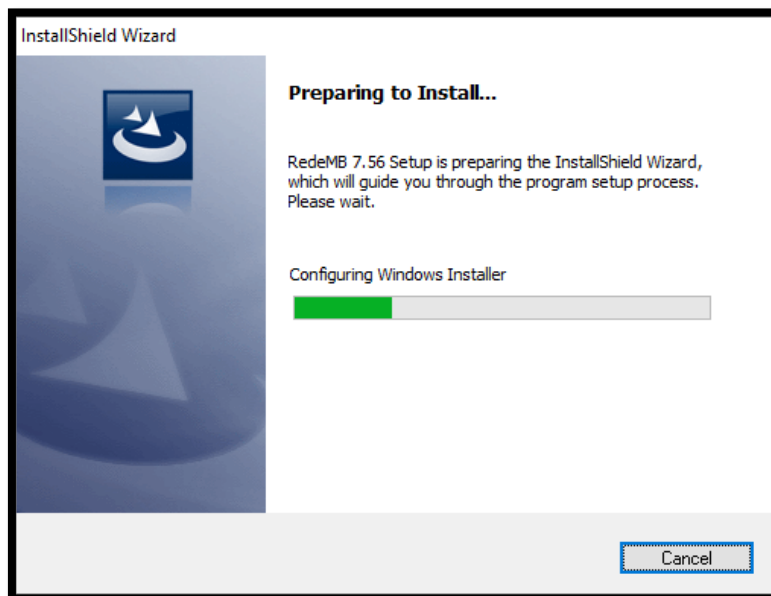 InstallShield Wizard
Preparing to Install...
RedeMB 7.56 Setup is preparing the InstallShield Wizard,
which will guide you through the program setup process.
Please wait.
Configuring Windows Installer
Cancel